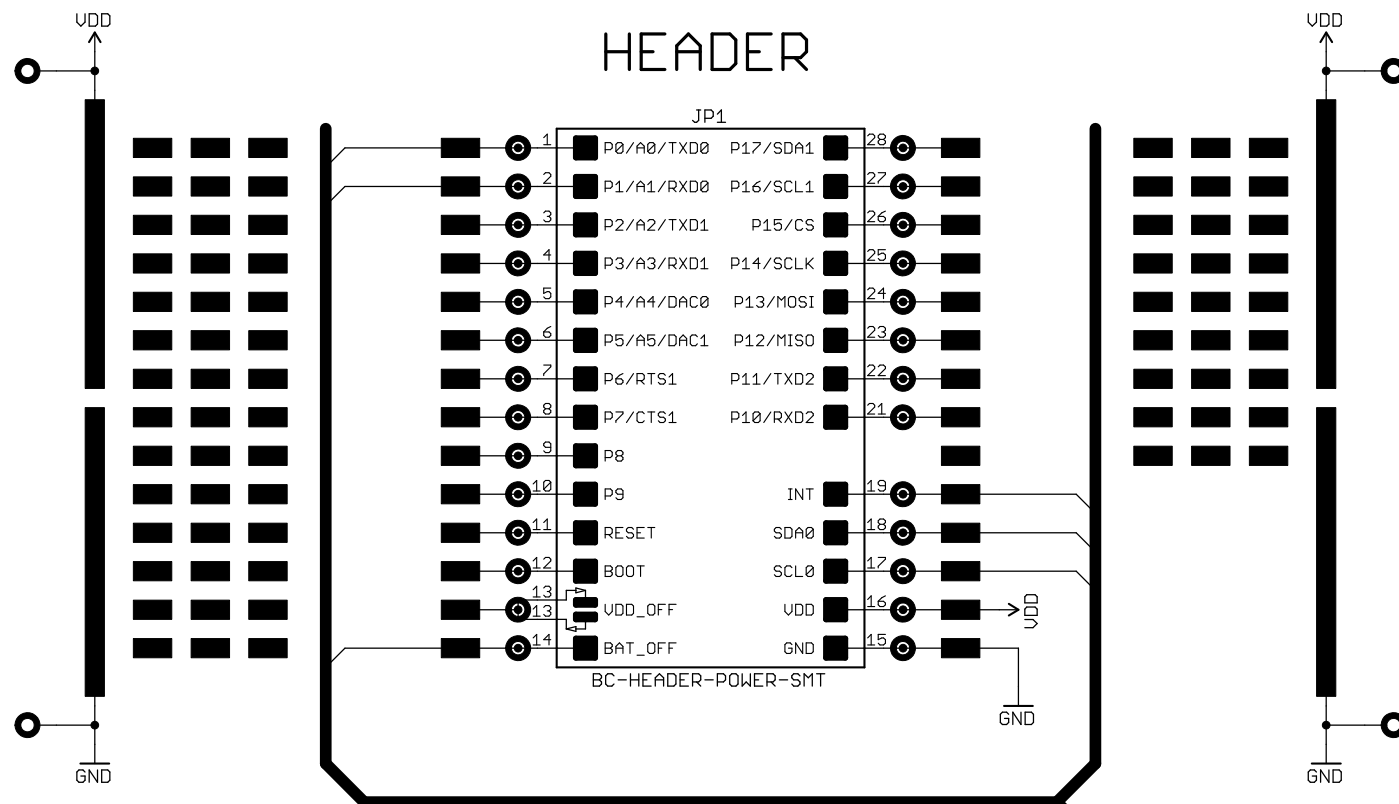 VDD
VDD
HEADER
JP1
1 P0/A0/TXD0 P17/SDA1 28
2 P1/A1/RXD0 P16/SCL1 27
3 P2/A2/TXD1 P15/CS 26
4 P3/A3/RXD1 P14/SCLK 25
5 P4/A4/DAC0 P13/MOSI 24
6 P5/A5/DAC1 P12/MISO 23
7 P6/RTS1 P11/TXD2 22
8 P7/CTS1 P10/RXD2 21
9 P8
10 P9 INT 19
11 RESET SDA0 18
12 BOOT SCL0 17
13
13 VDD_OFF VDD 16 VDD
14 BAT_OFF GND 15
BC-HEADER-POWER-SMT
GND
GND
GND